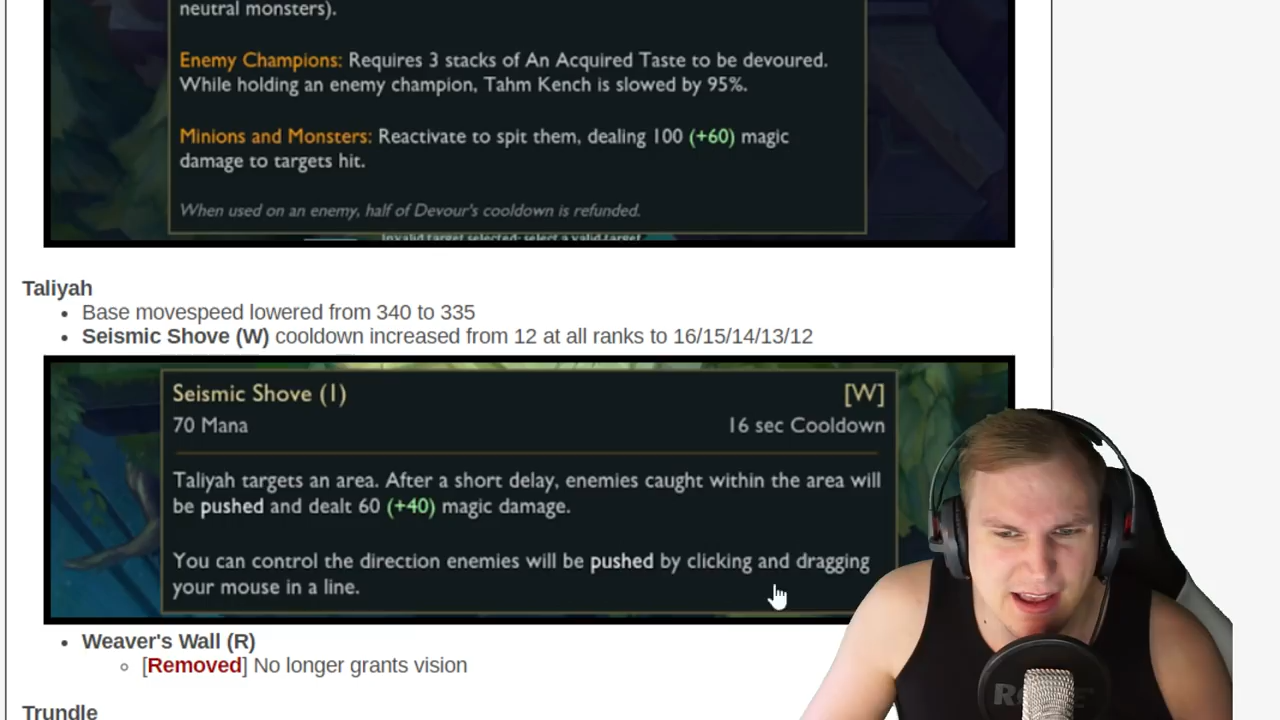 neutral monsters).
Enemy Champions: Requires 3 stacks of An Acquired Taste to be devoured.
While holding an enemy champion, Tahm Kench is slowed by 95%.
Minions and Monsters: Reactivate to spit them, dealing 100 (+60) magic
damage to targets hit.
When used on an enemy, half of Devour's cooldown is refunded.
Invalid target selected: select a valid target
Taliyah
• Base movespeed lowered from 340 to 335
• Seismic Shove (W) cooldown increased from 12 at all ranks to 16/15/14/13/12
Seismic Shove (1) [W]
70 Mana 16 sec Cooldown
Taliyah targets an area. After a short delay, enemies caught within the area will
be pushed and dealt 60 (+40) magic damage.
You can control the direction enemies will be pushed by clicking and dragging
your mouse in a line.
• Weaver's Wall (R)
◦ [Removed] No longer grants vision
Trundle